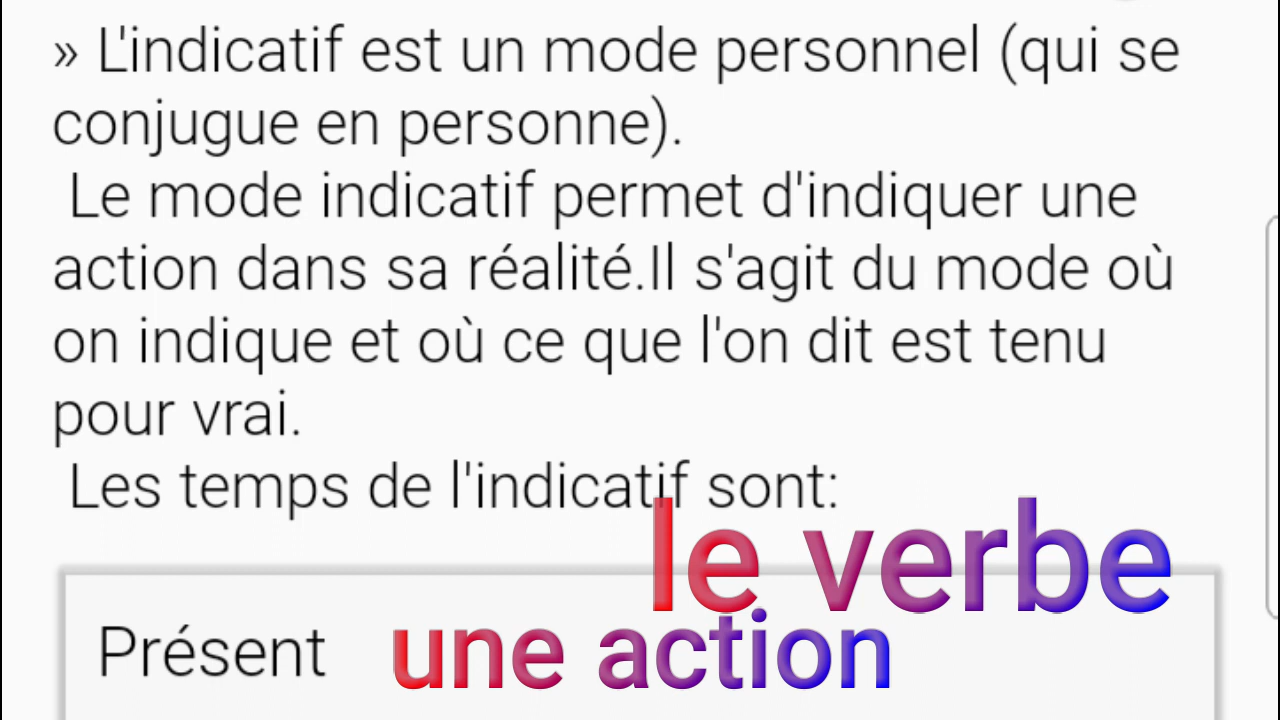 » L'indicatif est un mode personnel (qui se
conjugue en personne).
Le mode indicatif permet d'indiquer une
action dans sa réalité.Il s'agit du mode où
on indique et où ce que l'on dit est tenu
pour vrai.
Les temps de l'indicatif sont:
le verbe
Présent
une action